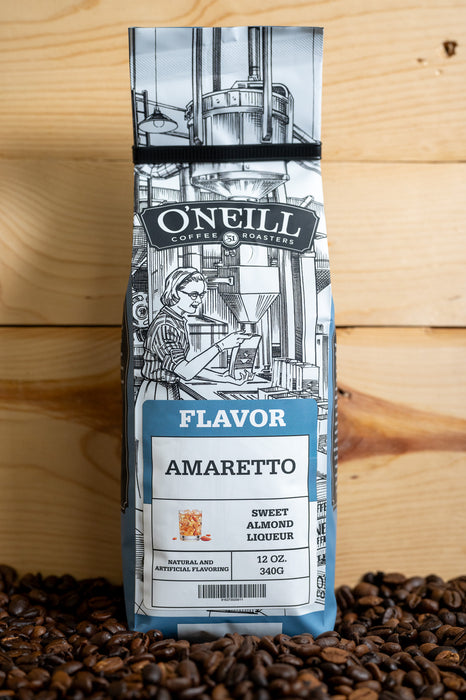 O'NEILL
COFFEE 51 ROASTERS
FLAVOR
AMARETTO
SWEET
ALMOND
LIQUEUR
NATURAL AND
ARTIFICIAL FLAVORING
12 OZ.
340G